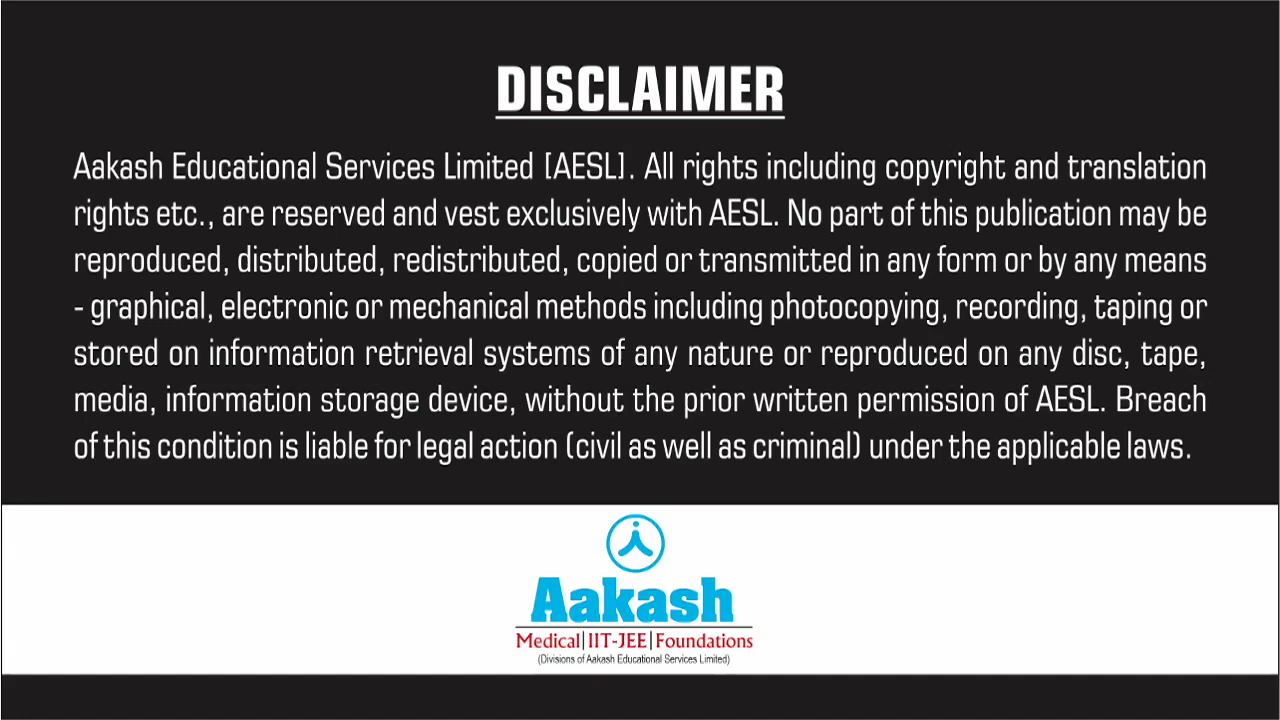 DISCLAIMER
Aakash Educational Services Limited [AESL]. All rights including copyright and translation
rights etc., are reserved and vest exclusively with AESL. No part of this publication may be
reproduced, distributed, redistributed, copied or transmitted in any form or by any means
- graphical, electronic or mechanical methods including photocopying, recording, taping or
stored on information retrieval systems of any nature or reproduced on any disc, tape,
media, information storage device, without the prior written permission of AESL. Breach
of this condition is liable for legal action (civil as well as criminal) under the applicable laws.
Aakash
Medical|IIT-JEE|Foundations
(Divisions of Aakash Educational Services Limited)